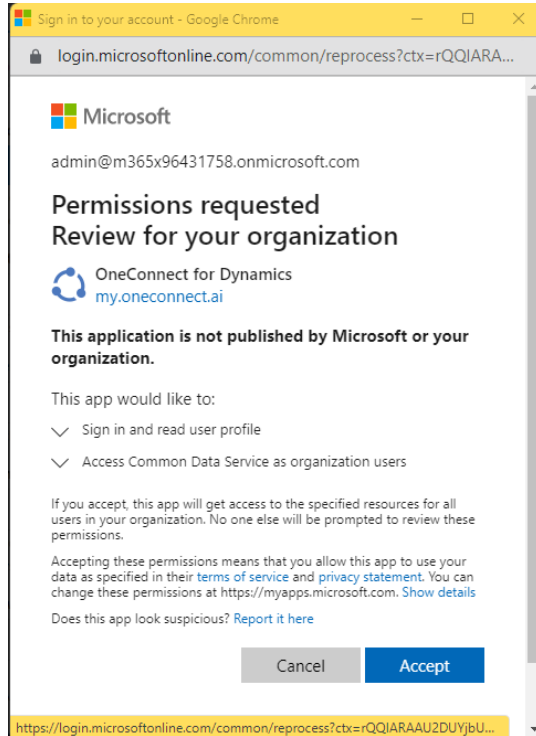 Sign in to your account - Google Chrome
login.microsoftonline.com/common/reprocess?ctx=rQQIARA...
Microsoft
admin@m365x96431758.onmicrosoft.com
Permissions requested
Review for your organization
OneConnect for Dynamics
my.oneconnect.ai
This application is not published by Microsoft or your
organization.
This app would like to:
Sign in and read user profile
Access Common Data Service as organization users
If you accept, this app will get access to the specified resources for all
users in your organization. No one else will be prompted to review these
permissions.
Accepting these permissions means that you allow this app to use your
data as specified in their terms of service and privacy statement. You can
change these permissions at https://myapps.microsoft.com. Show details
Does this app look suspicious? Report it here
Cancel Accept
https://login.microsoftonline.com/common/reprocess?ctx=rQQIARAAU2DUYjbU...